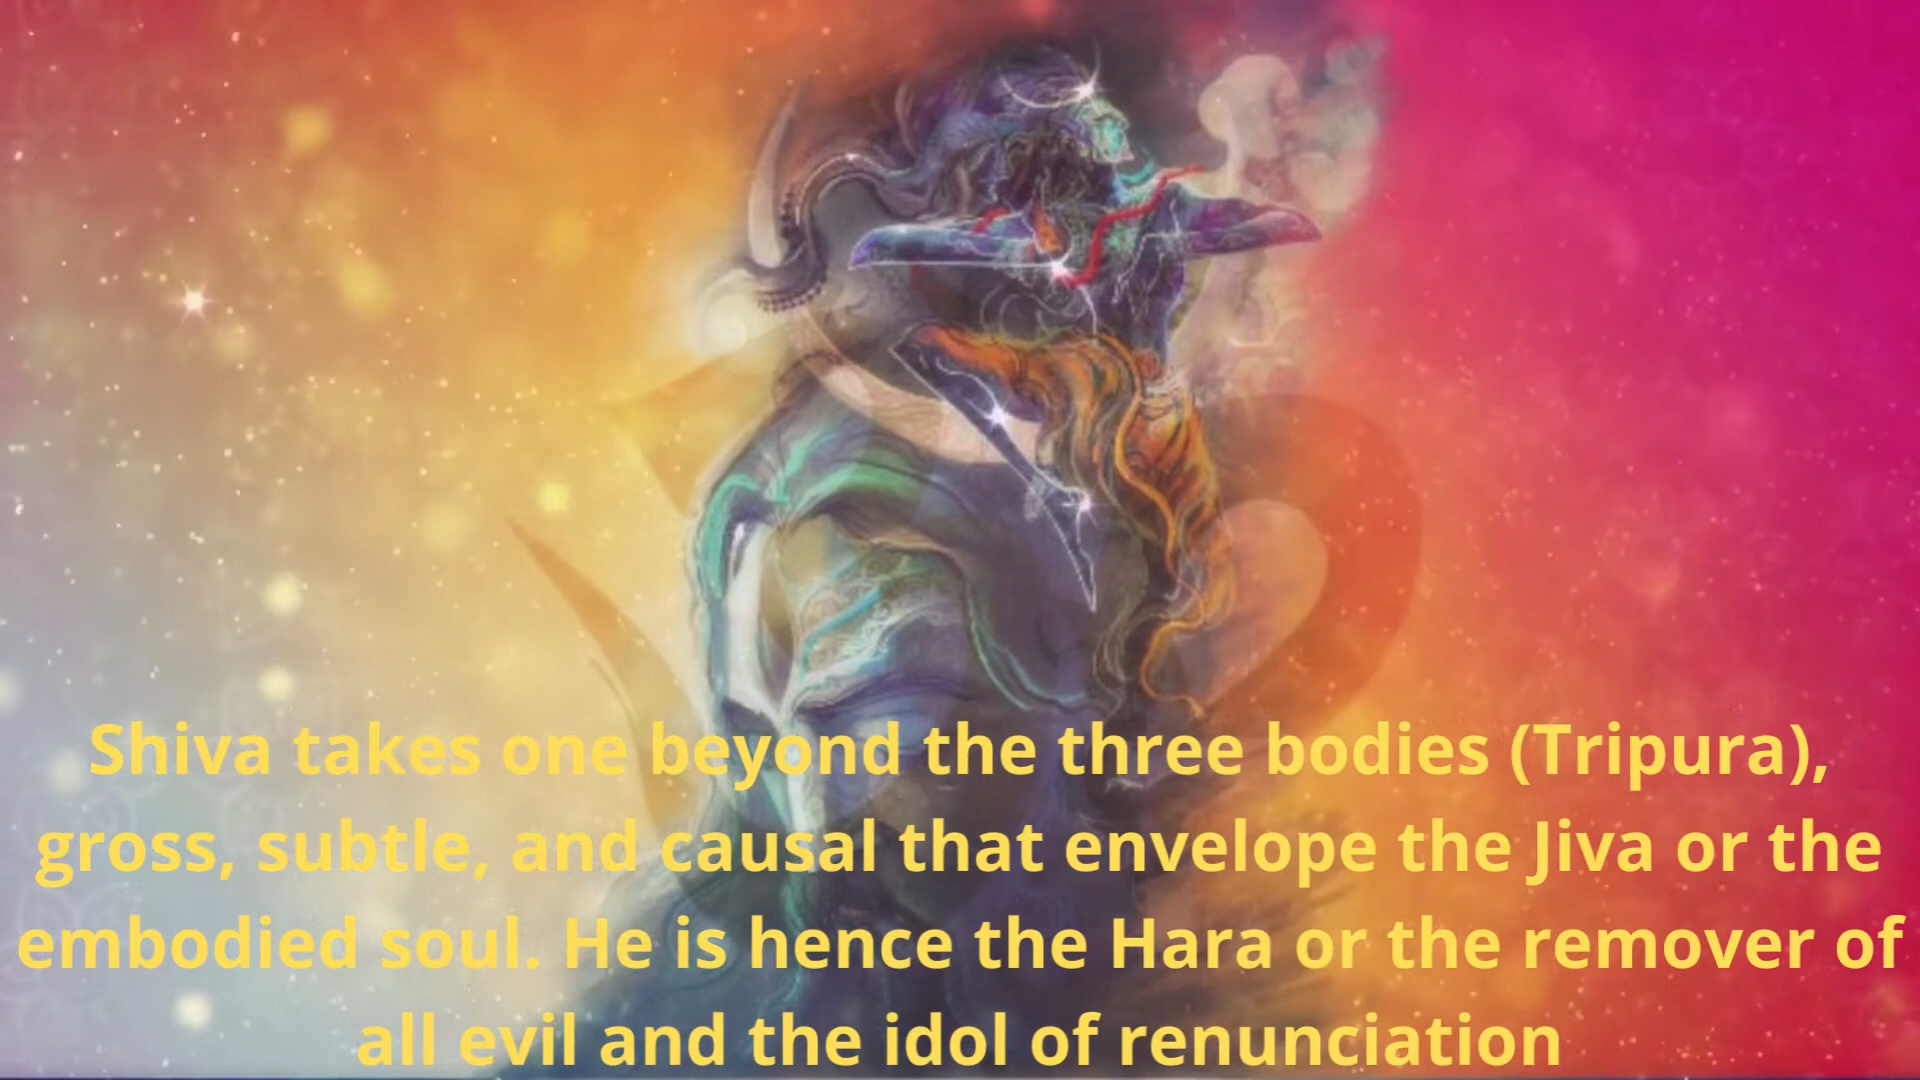 Shiva takes one beyond the three bodies (Tripura),
gross, subtle, and causal that envelope the Jiva or the
embodied soul. He is hence the Hara or the remover of
all evil and the idol of renunciation